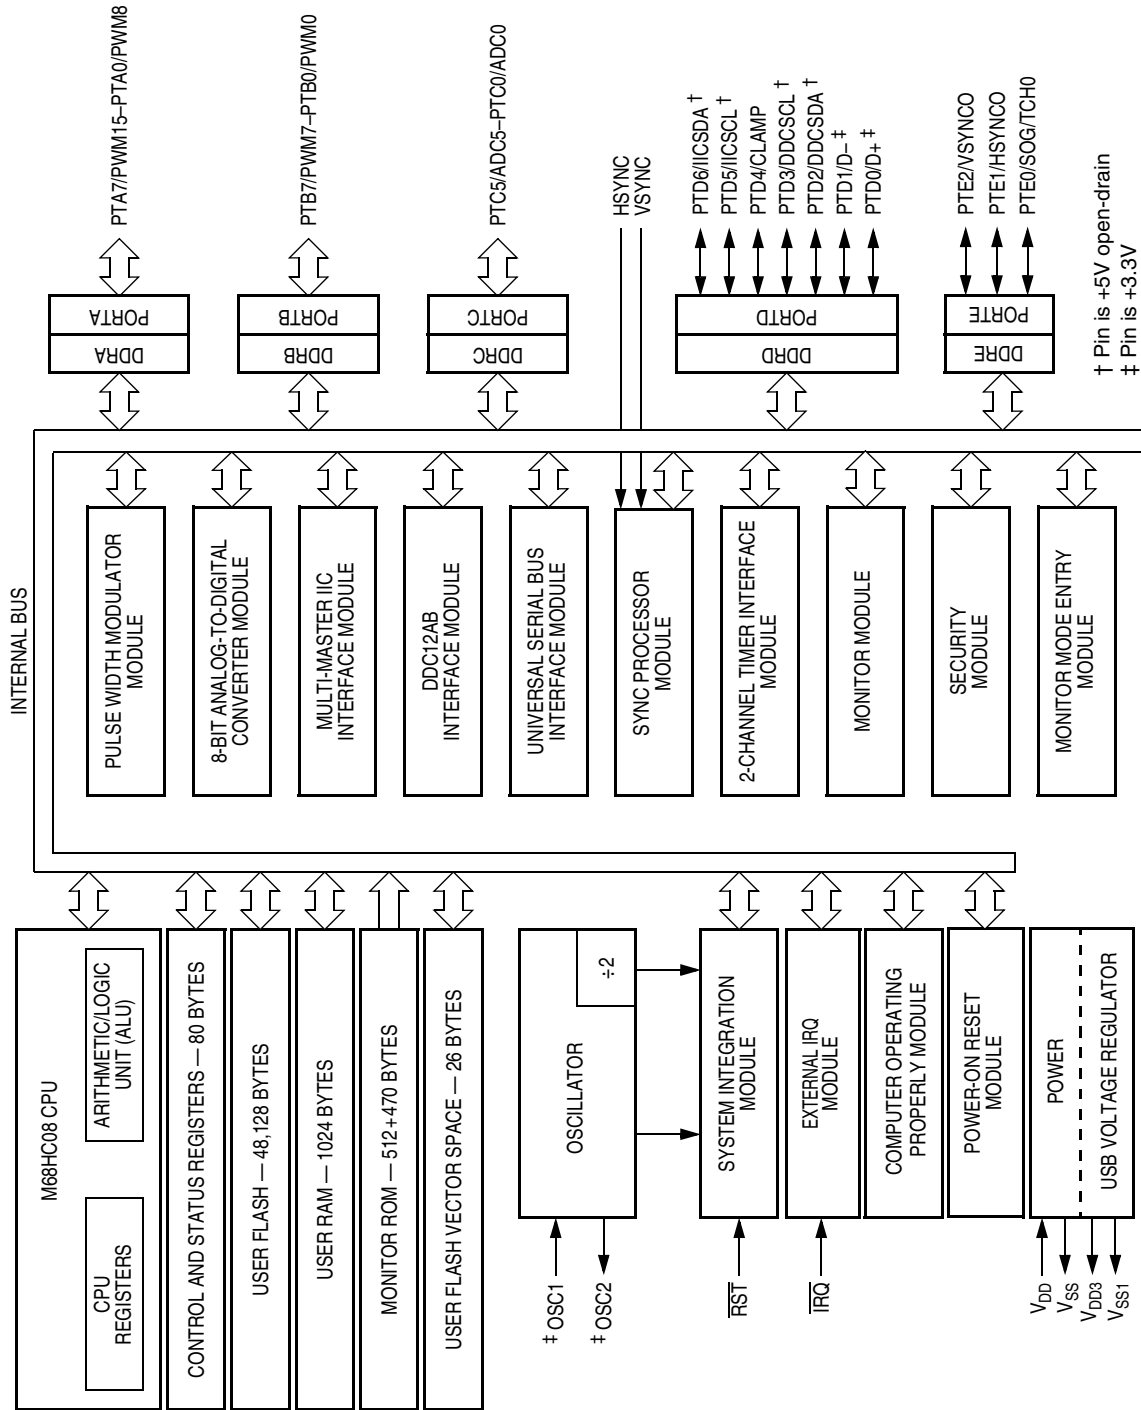 INTERNAL BUS
M68HC08 CPU
CPU
REGISTERS
ARITHMETIC/LOGIC
UNIT (ALU)
CONTROL AND STATUS REGISTERS — 80 BYTES
USER FLASH — 48,128 BYTES
USER RAM — 1024 BYTES
MONITOR ROM — 512+470 BYTES
USER FLASH VECTOR SPACE — 26 BYTES
‡ OSC1
‡ OSC2
OSCILLATOR
÷2
RST
SYSTEM INTEGRATION
MODULE
IRQ
EXTERNAL IRQ
MODULE
COMPUTER OPERATING
PROPERLY MODULE
POWER-ON RESET
MODULE
VDD
VSS
VDD3
VSS1
POWER
USB VOLTAGE REGULATOR
PULSE WIDTH MODULATOR
MODULE
8-BIT ANALOG-TO-DIGITAL
CONVERTER MODULE
MULTI-MASTER IIC
INTERFACE MODULE
DDC12AB
INTERFACE MODULE
UNIVERSAL SERIAL BUS
INTERFACE MODULE
SYNC PROCESSOR
MODULE
2-CHANNEL TIMER INTERFACE
MODULE
MONITOR MODULE
SECURITY
MODULE
MONITOR MODE ENTRY
MODULE
DDRA
PORTA
PTA7/PWM15–PTA0/PWM8
DDRB
PORTB
PTB7/PWM7–PTB0/PWM0
DDRC
PORTC
PTC5/ADC5–PTC0/ADC0
HSYNC
VSYNC
DDRD
PORTD
PTD6/IICSDA †
PTD5/IICSCL †
PTD4/CLAMP
PTD3/DDCSCL †
PTD2/DDCSDA †
PTD1/D– ‡
PTD0/D+ ‡
DDRE
PORTE
PTE2/VSYNCO
PTE1/HSYNCO
PTE0/SOG/TCH0
† Pin is +5V open-drain
‡ Pin is +3.3V